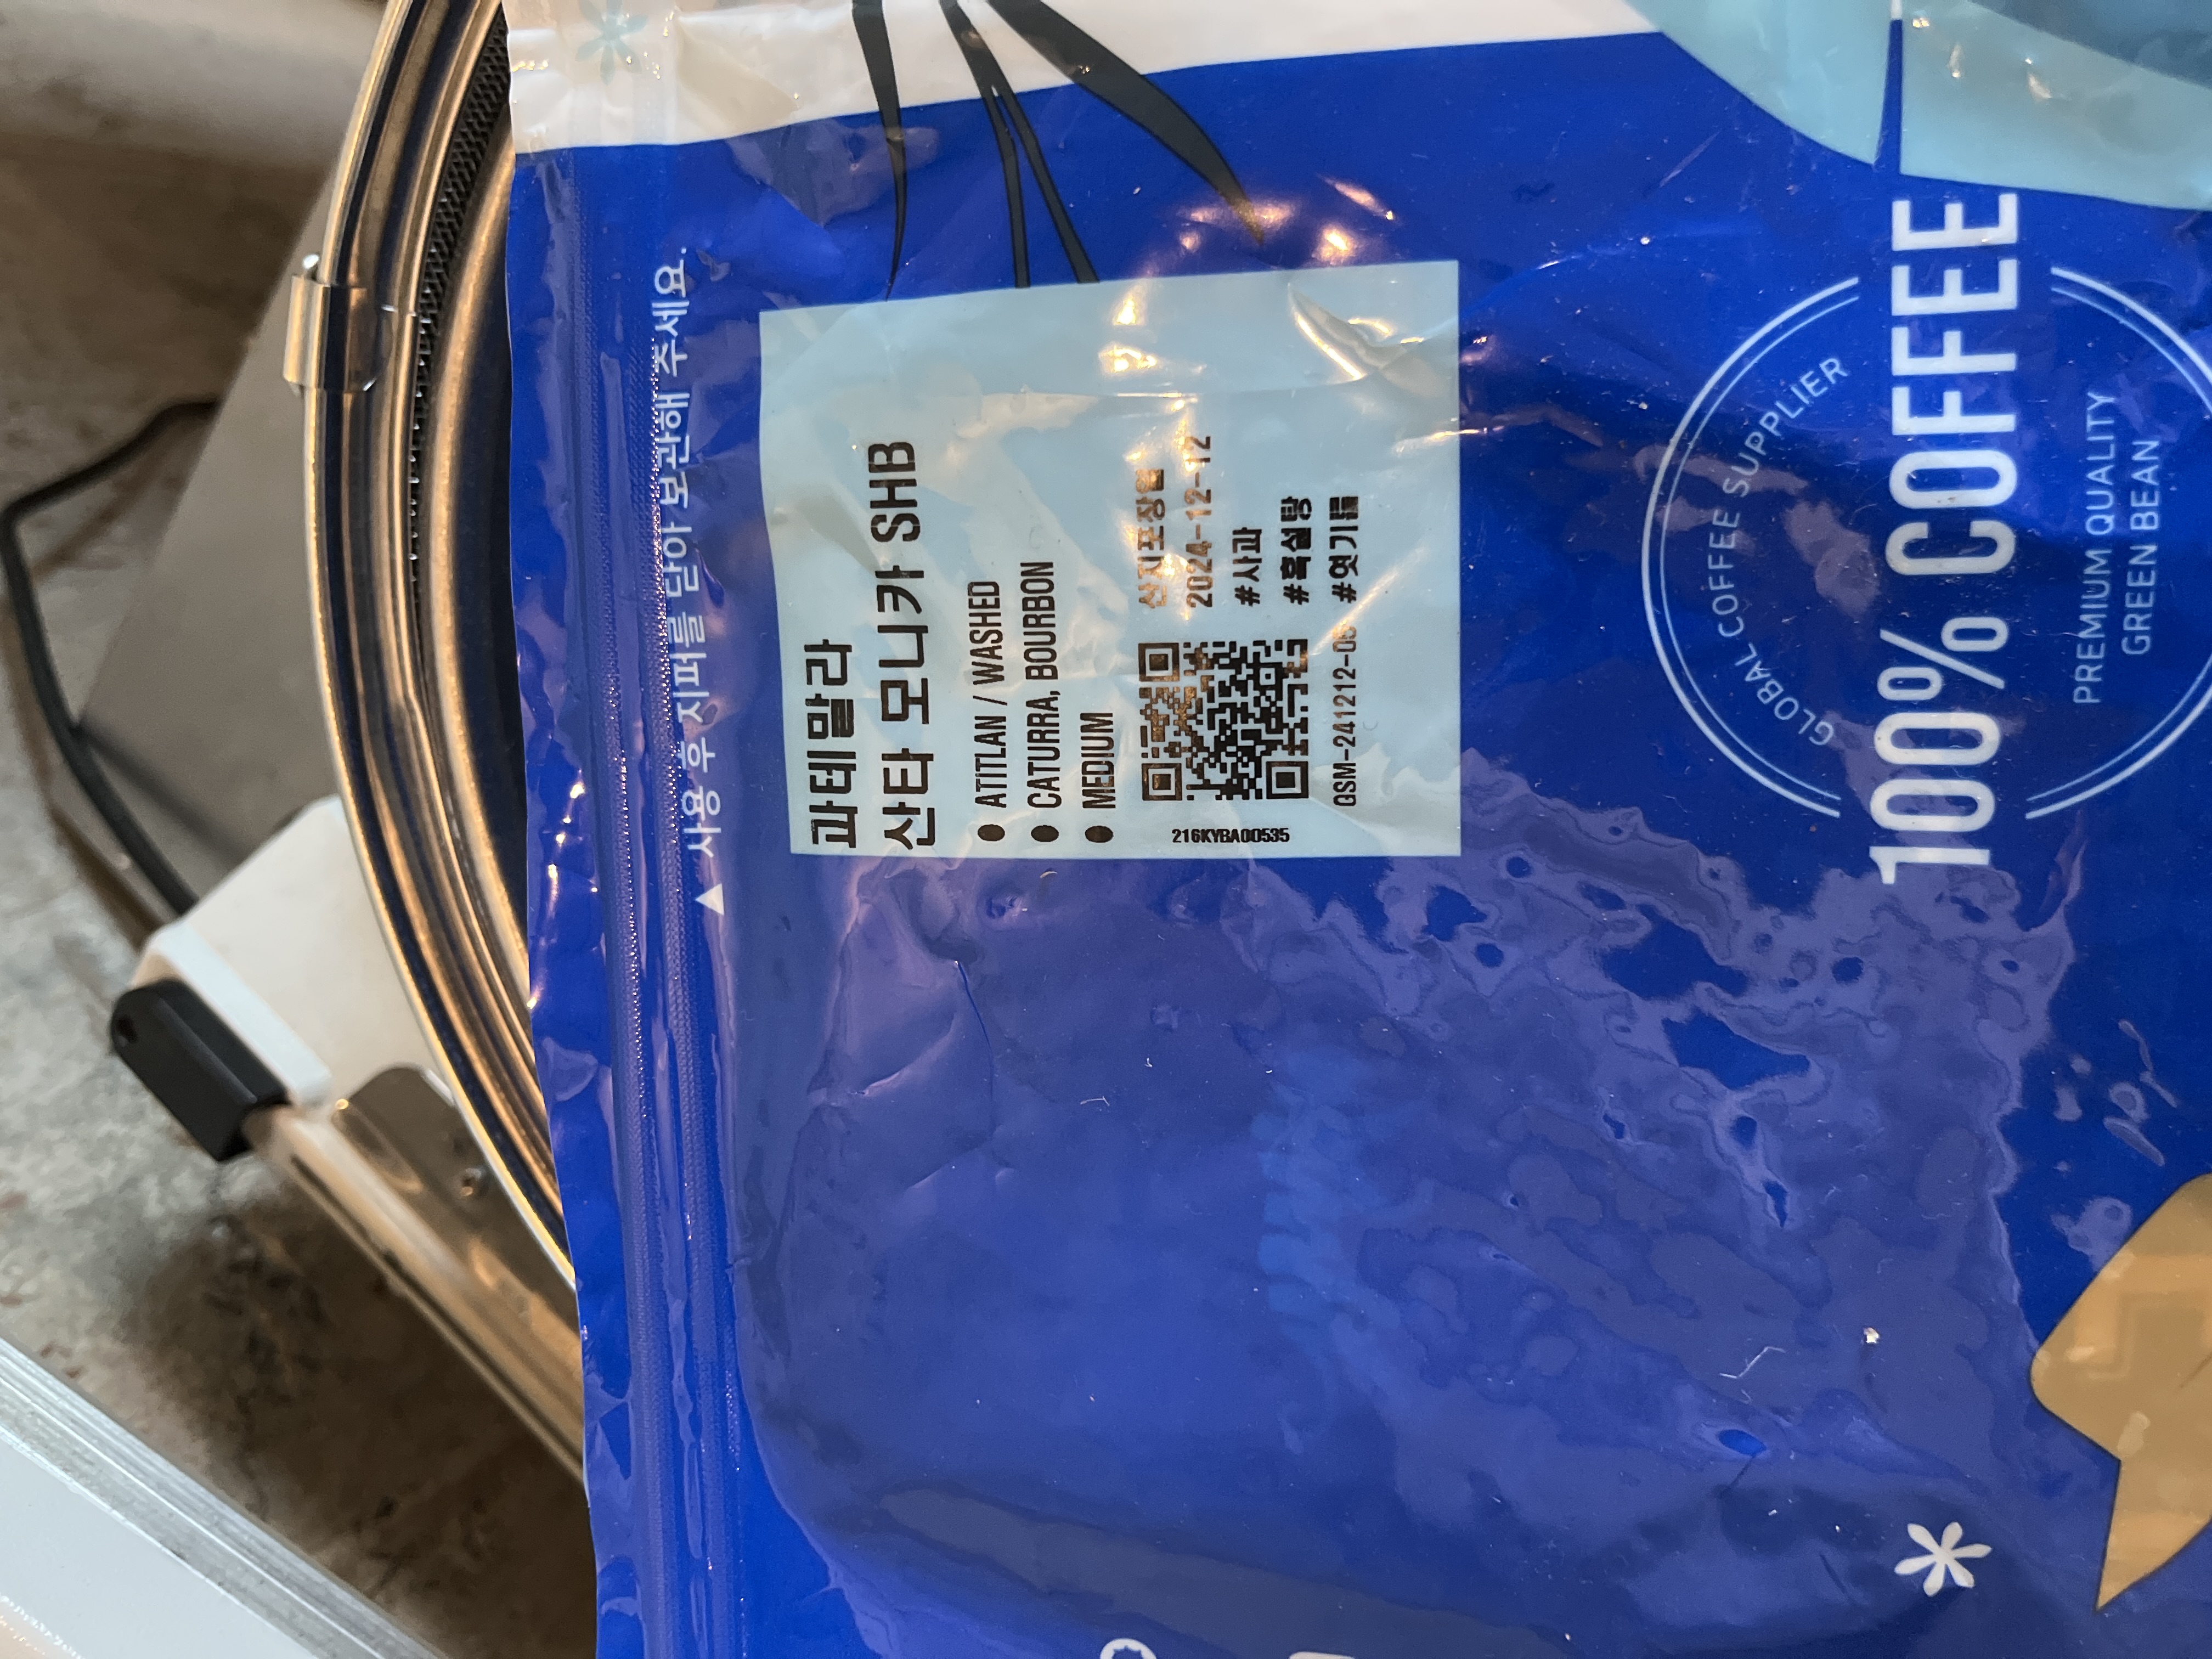 ▲ 사용 후 지퍼를 닫아 보관해 주세요.
과테말라
산타 모니카 SHB
● ATITLAN / WASHED
● CATURRA, BOURBON
● MEDIUM
산지포장일
2024-12-12
#사과
#흑설탕
#엿기름
216KYBA00535
GSM-241212-05
GLOBAL COFFEE SUPPLIER
100% COFFEE
PREMIUM QUALITY
GREEN BEAN